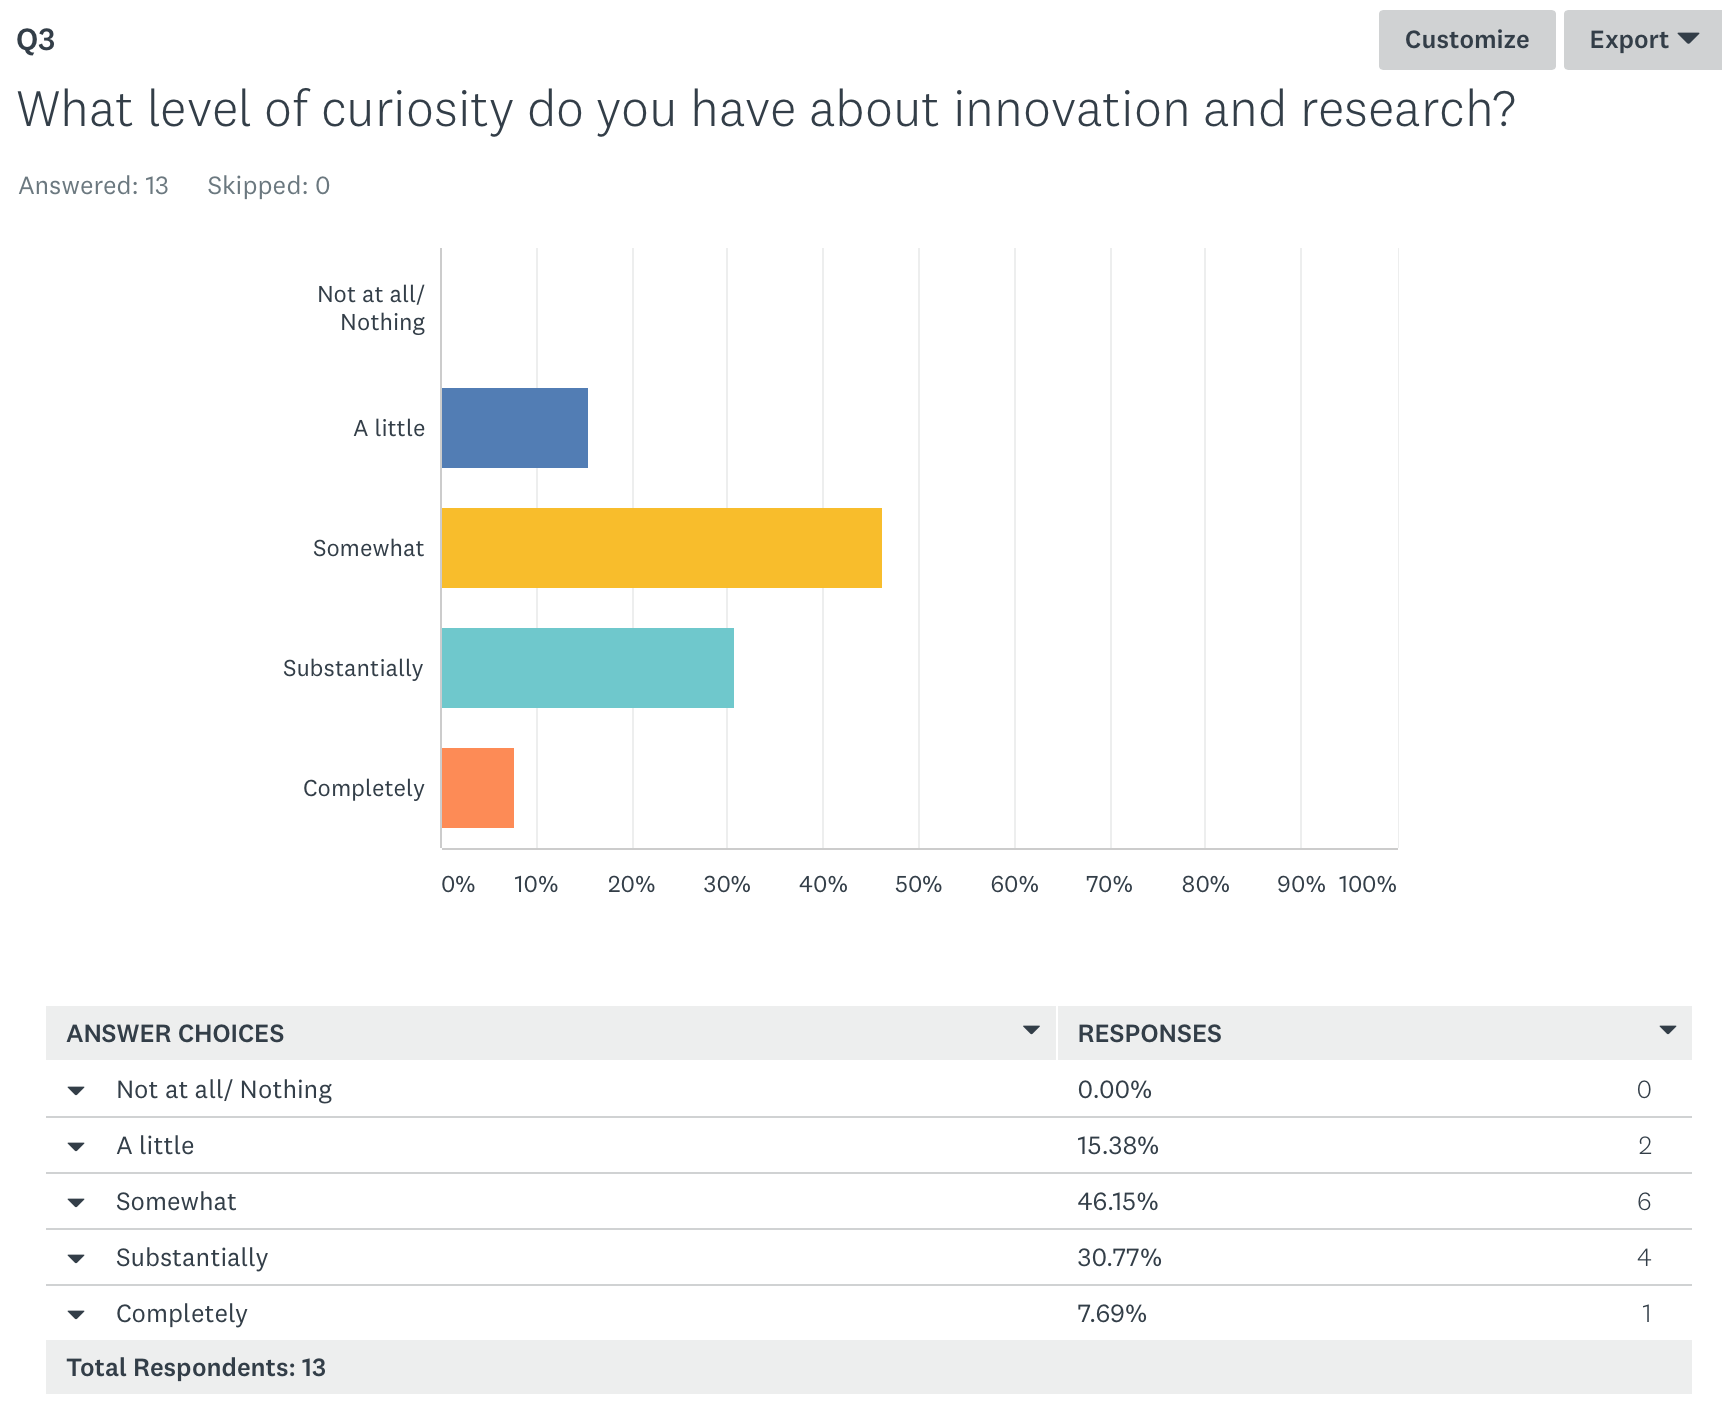 Q3
Customize
Export
What level of curiosity do you have about innovation and research?
Answered: 13 Skipped: 0
Not at all/
Nothing
A little
Somewhat
Substantially
Completely
0% 10% 20% 30% 40% 50% 60% 70% 80% 90% 100%
ANSWER CHOICES RESPONSES
Not at all/ Nothing 0.00% 0
A little 15.38% 2
Somewhat 46.15% 6
Substantially 30.77% 4
Completely 7.69% 1
Total Respondents: 13